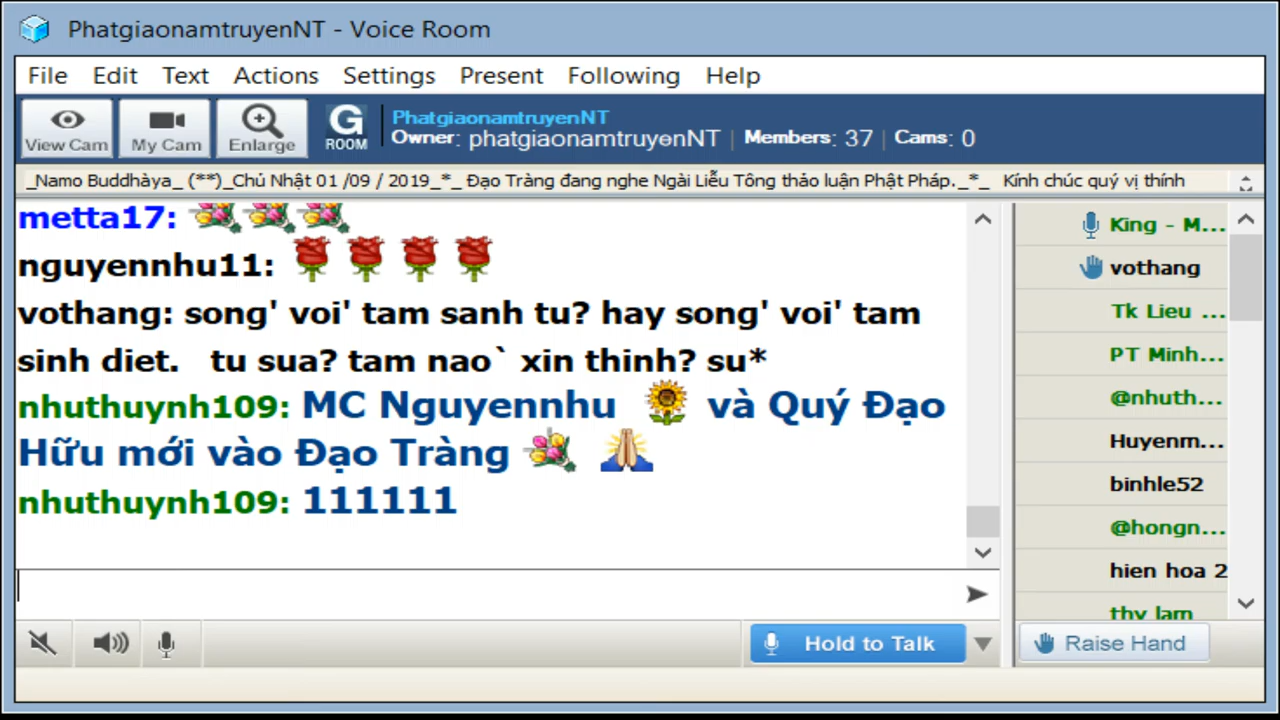 PhatgiaonamtruyenNT - Voice Room
File Edit Text Actions Settings Present Following Help
View Cam My Cam Enlarge G ROOM
PhatgiaonamtruyenNT
Owner: phatgiaonamtruyenNT | Members: 37 | Cams: 0
_Namo Buddhàya_ (**)_Chủ Nhật 01 /09 / 2019_*_ Đạo Tràng đang nghe Ngài Liễu Tông thảo luận Phật Pháp._*_ Kính chúc quý vị thính
metta17:
nguyennhu11:
vothang: song' voi' tam sanh tu? hay song' voi' tam
sinh diet. tu sua? tam nao` xin thinh? su*
nhuthuynh109: MC Nguyennhu và Quý Đạo
Hữu mới vào Đạo Tràng
nhuthuynh109: 111111
King - M...
vothang
Tk Lieu ...
PT Minh...
@nhuth...
Huyenm...
binhle52
@hongn...
hien hoa 2
thy lam
Hold to Talk
Raise Hand